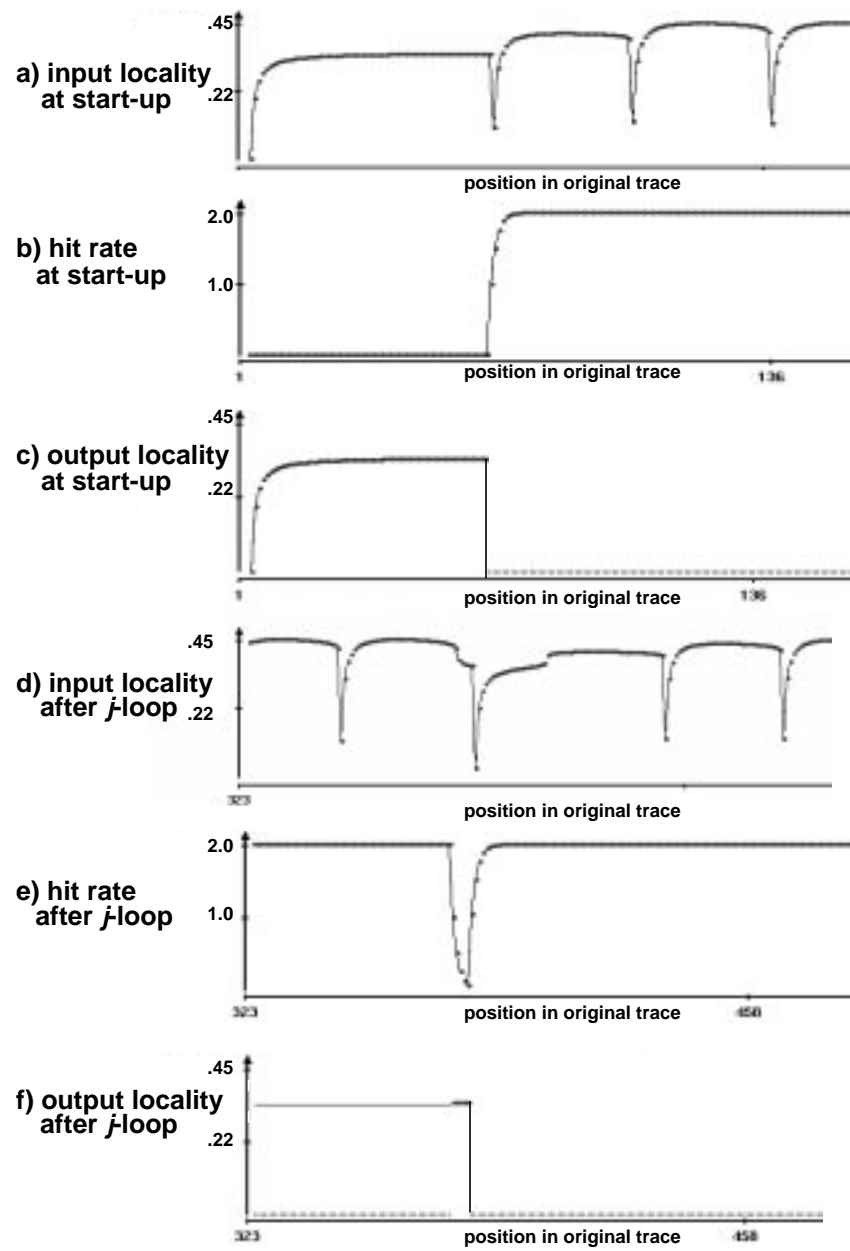 .45
a) input locality
at start-up
.22
position in original trace
2.0
b) hit rate
at start-up
1.0
position in original trace
1
136
.45
c) output locality
at start-up
.22
position in original trace
1
136
.45
d) input locality
after j-loop
.22
323
position in original trace
2.0
e) hit rate
after j-loop
1.0
323
position in original trace
458
.45
f) output locality
after j-loop
.22
323
position in original trace
458